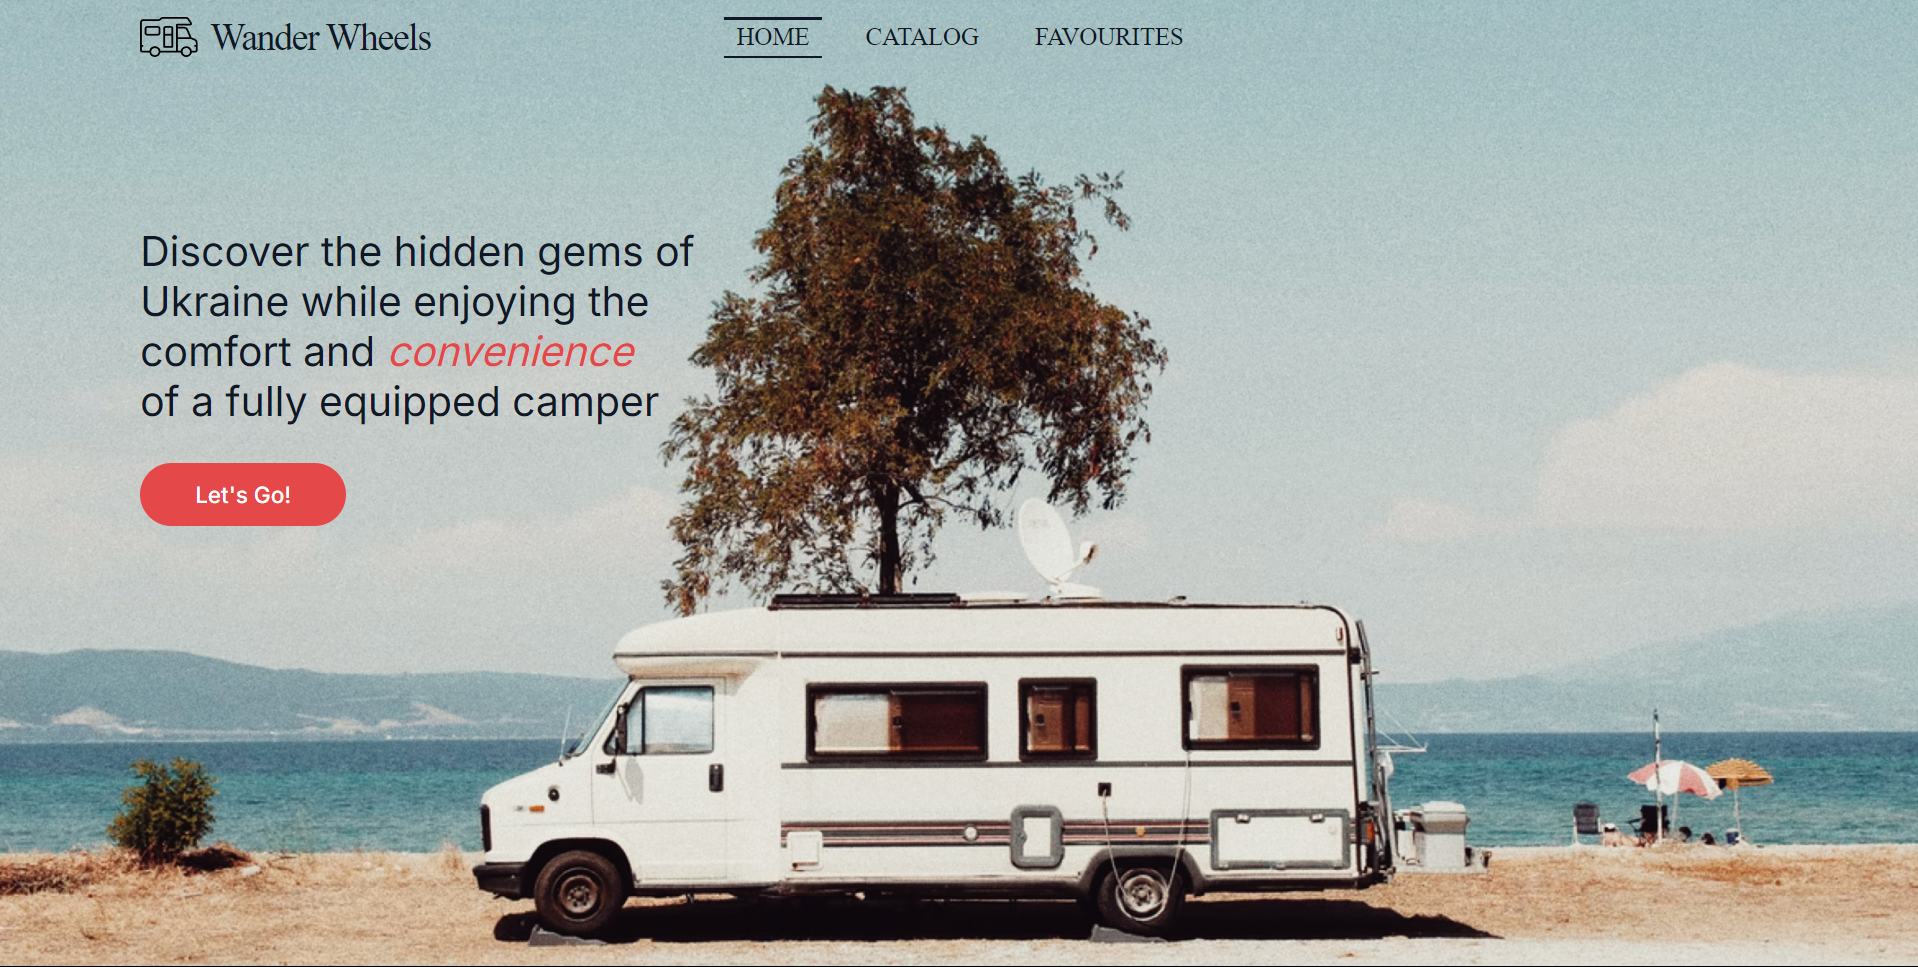 Wander Wheels
HOME
CATALOG
FAVOURITES
Discover the hidden gems of
Ukraine while enjoying the
comfort and convenience
of a fully equipped camper
Let's Go!